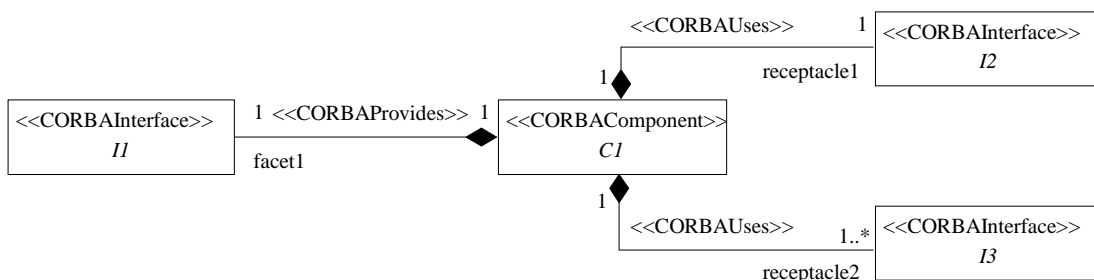 <<CORBAUses>> 1
<<CORBAInterface>>
I2
1 receptacle1
<<CORBAInterface>>
I1
1 <<CORBAProvides>> 1
facet1
<<CORBAComponent>>
C1
1
<<CORBAUses>> 1..*
receptacle2
<<CORBAInterface>>
I3